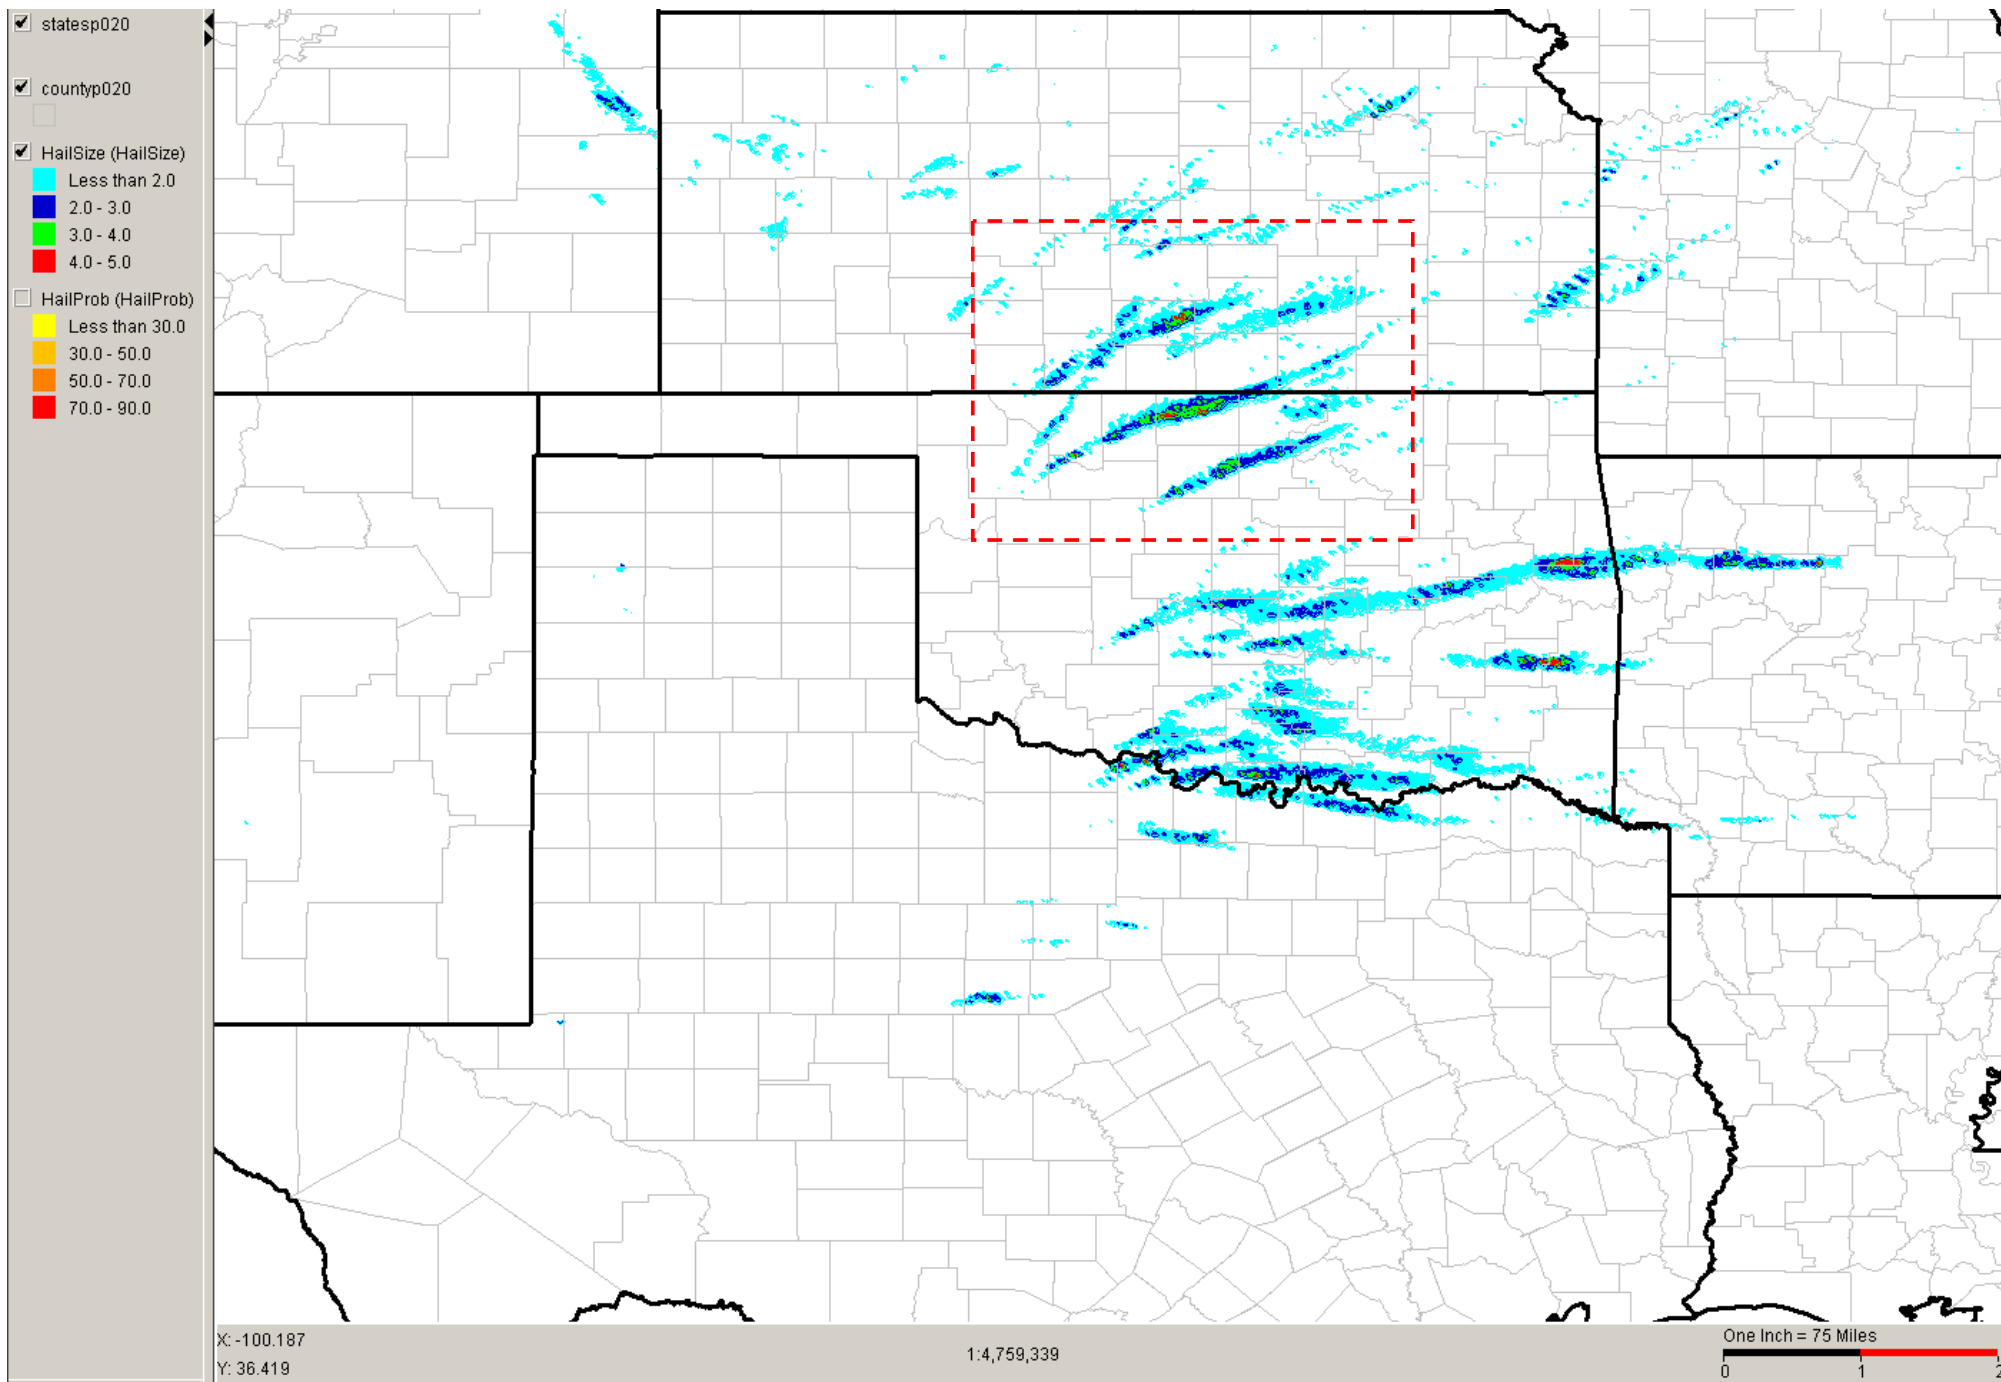 statesp020
countyp020
HailSize (HailSize)
Less than 2.0
2.0 - 3.0
3.0 - 4.0
4.0 - 5.0
HailProb (HailProb)
Less than 30.0
30.0 - 50.0
50.0 - 70.0
70.0 - 90.0
X: -100.187
Y: 36.419
1:4,759,339
One Inch = 75 Miles
0 1 2